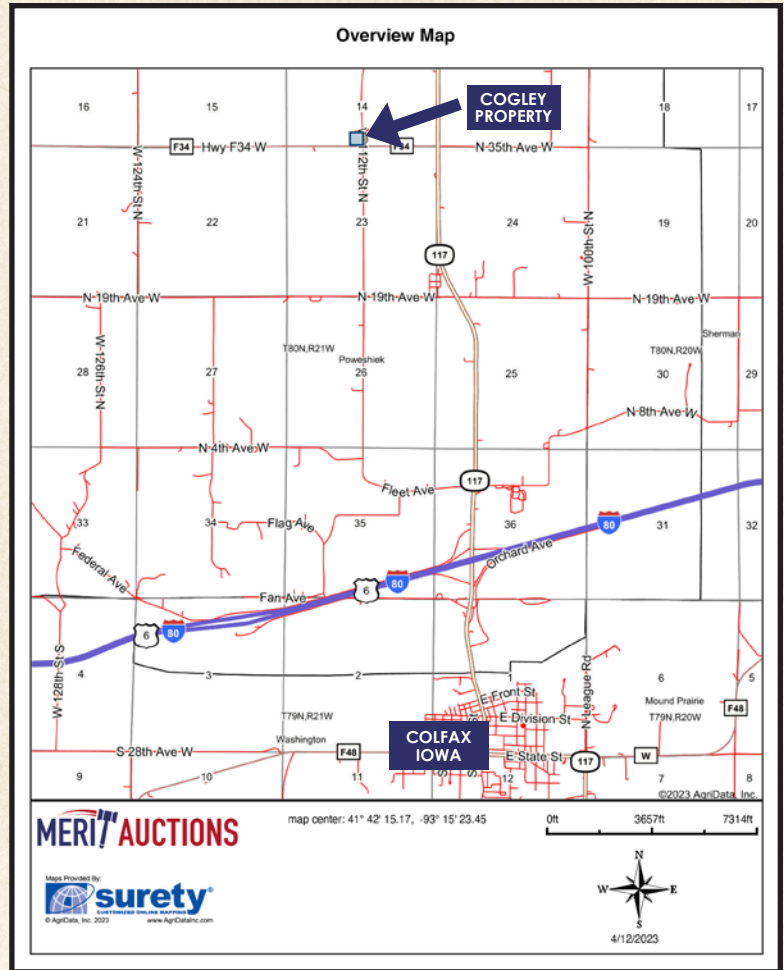 Overview Map
16
15
14
COGLEY
PROPERTY
18
17
F34
Hwy F34 W
N 35th Ave W
W 124th St N
112th St N
21
22
23
24
19
20
W 100th St N
117
N 19th Ave W
N 19th Ave W
N 19th Ave W
Sherman
W 126th St N
T80N,R21W
Poweshiek
T80N,R20W
28
27
26
25
30
29
N 8th Ave W
N 4th Ave W
Fleet Ave
117
33
34
Flag Ave
35
36
80
31
32
Federal Ave
Orchard Ave
Fan Ave
6
80
6
80
W 128th St S
4
3
2
1
6
5
E Front St
N League Rd
Mound Prairie
T79N,R21W
E Division St
T79N,R20W
F48
Washington
COLFAX
IOWA
S 28th Ave W
F48
E State St
117
W
9
10
11
12
7
8
©2023 AgriData, Inc.
MERIT AUCTIONS
map center: 41° 42' 15.17, -93° 15' 23.45
0ft
3657ft
7314ft
Maps Provided By:
surety®
CUSTOMIZED ONLINE MAPPING
© AgriData, Inc. 2023
www.AgriDataInc.com
N
W
E
S
4/12/2023